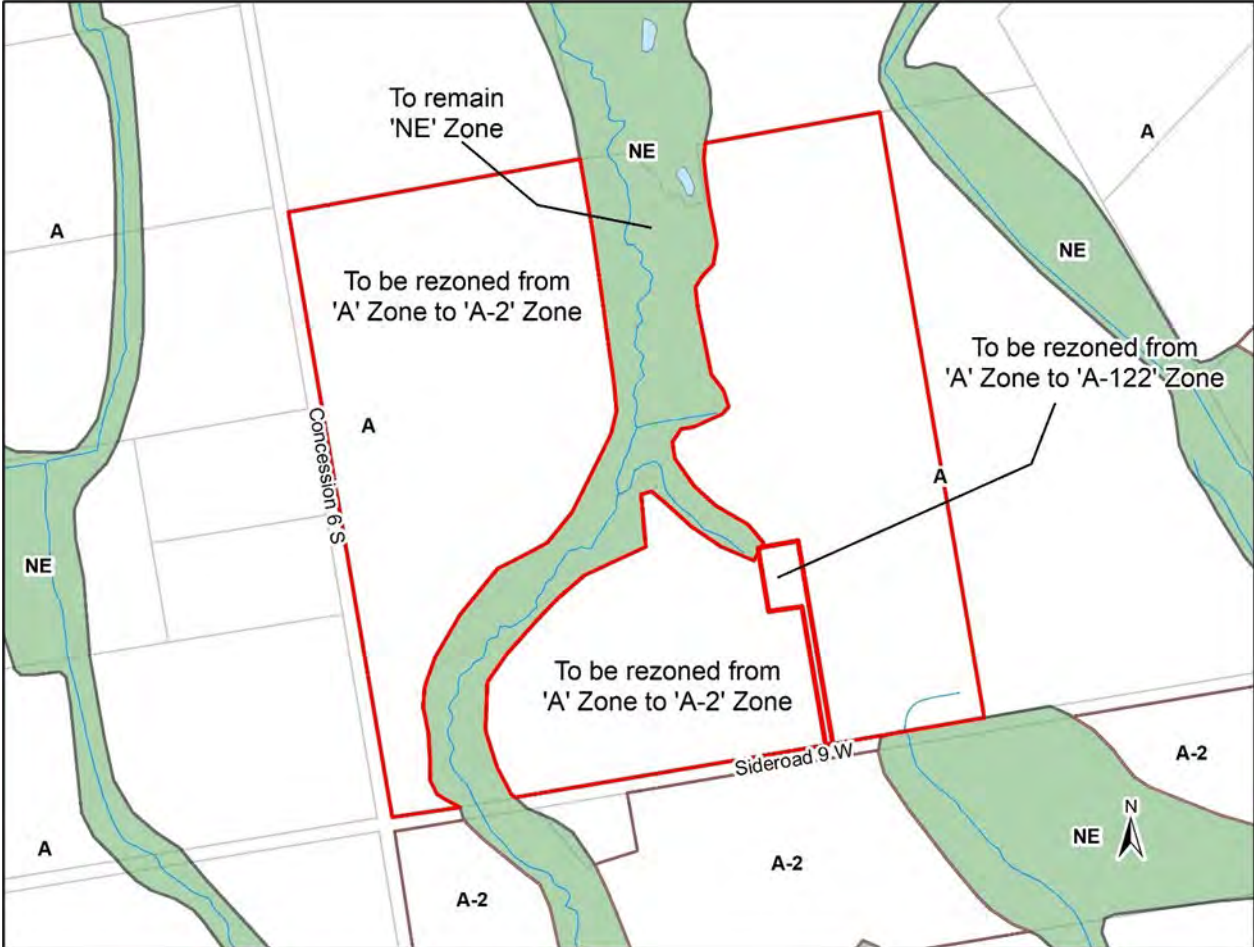 To remain
'NE' Zone
NE
A
A
NE
To be rezoned from
'A' Zone to 'A-2' Zone
To be rezoned from
'A' Zone to 'A-122' Zone
Concession 6 S
A
A
NE
To be rezoned from
'A' Zone to 'A-2' Zone
Sideroad 9 W
A-2
N
NE
A
A-2
A-2